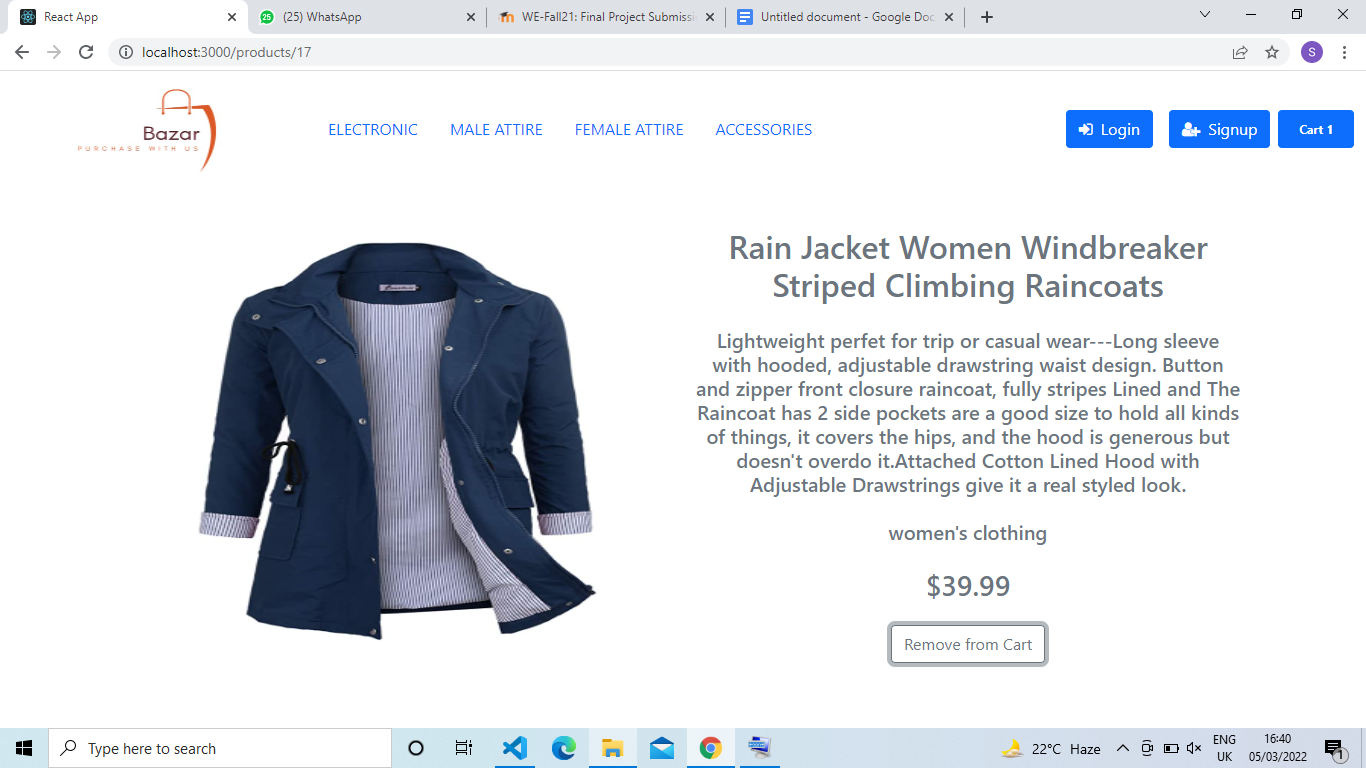 React App
(25) WhatsApp
WE-Fall21: Final Project Submissi
Untitled document - Google Doc
localhost:3000/products/17
S
Bazar
PURCHASE WITH US
ELECTRONIC
MALE ATTIRE
FEMALE ATTIRE
ACCESSORIES
Login
Signup
Cart 1
Rain Jacket Women Windbreaker
Striped Climbing Raincoats
Lightweight perfet for trip or casual wear---Long sleeve
with hooded, adjustable drawstring waist design. Button
and zipper front closure raincoat, fully stripes Lined and The
Raincoat has 2 side pockets are a good size to hold all kinds
of things, it covers the hips, and the hood is generous but
doesn't overdo it.Attached Cotton Lined Hood with
Adjustable Drawstrings give it a real styled look.
women's clothing
$39.99
Remove from Cart
Type here to search
22°C Haze
ENG
UK
16:40
05/03/2022
1